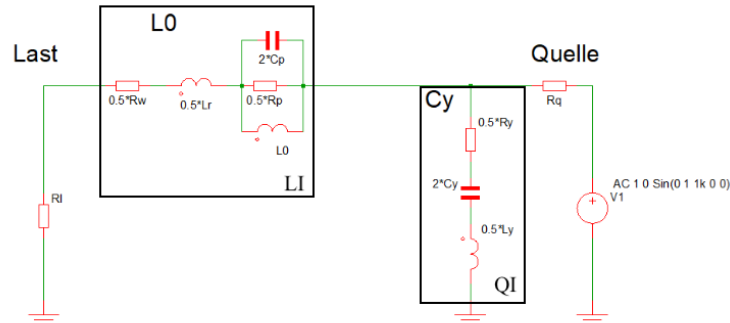 L0
Last
Quelle
2*Cp
0.5*Rw
0.5*Lr
0.5*Rp
L0
LI
Cy
Rq
0.5*Ry
2*Cy
0.5*Ly
QI
Rl
AC 1 0 Sin(0 1 1k 0 0)
V1